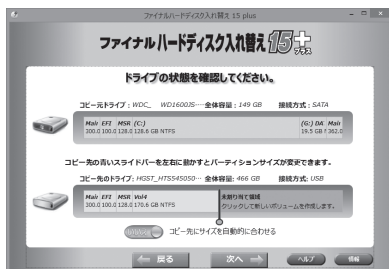 ファイナルハードディスク入れ替え 15 plus
ファイナルハードディスク入れ替え 15+ プラス
ドライブの状態を確認してください。
コピー元ドライブ : WDC_ WD1600JS-··· 全体容量 : 149 GB 接続方式 : SATA
Mair EFI MSR (C:) (G:) DA Mair
300.0 100.0 128.0 128.6 GB NTFS 19.5 GB f 362.0
コピー先の青いスライドバーを左右に動かすとパーティションサイズが変更できます。
コピー先のドライブ : HGST_HTS545050··· 全体容量: 466 GB 接続方式: USB
Mair EFI MSR Vol4 未割り当て領域
300.0 100.0 128.0 170.6 GB NTFS クリックして新しいボリュームを作成します。
コピー先にサイズを自動的に合わせる
戻る 次へ ヘルプ 情報